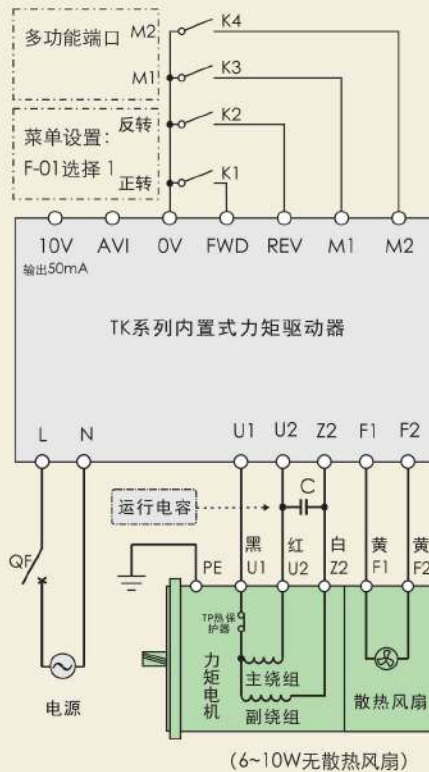 多功能端口 M2 K4
M1 K3
菜单设置: 反转 K2
F-01选择 1
正转 K1
10V AVI 0V FWD REV M1 M2
输出50mA
TK系列内置式力矩驱动器
L N U1 U2 Z2 F1 F2
运行电容 C
黑 红 白 黄 黄
QF PE U1 U2 Z2 F1 F2
TP热保
护器
力矩电机
主绕组
副绕组
电源
散热风扇
(6~10W无散热风扇)